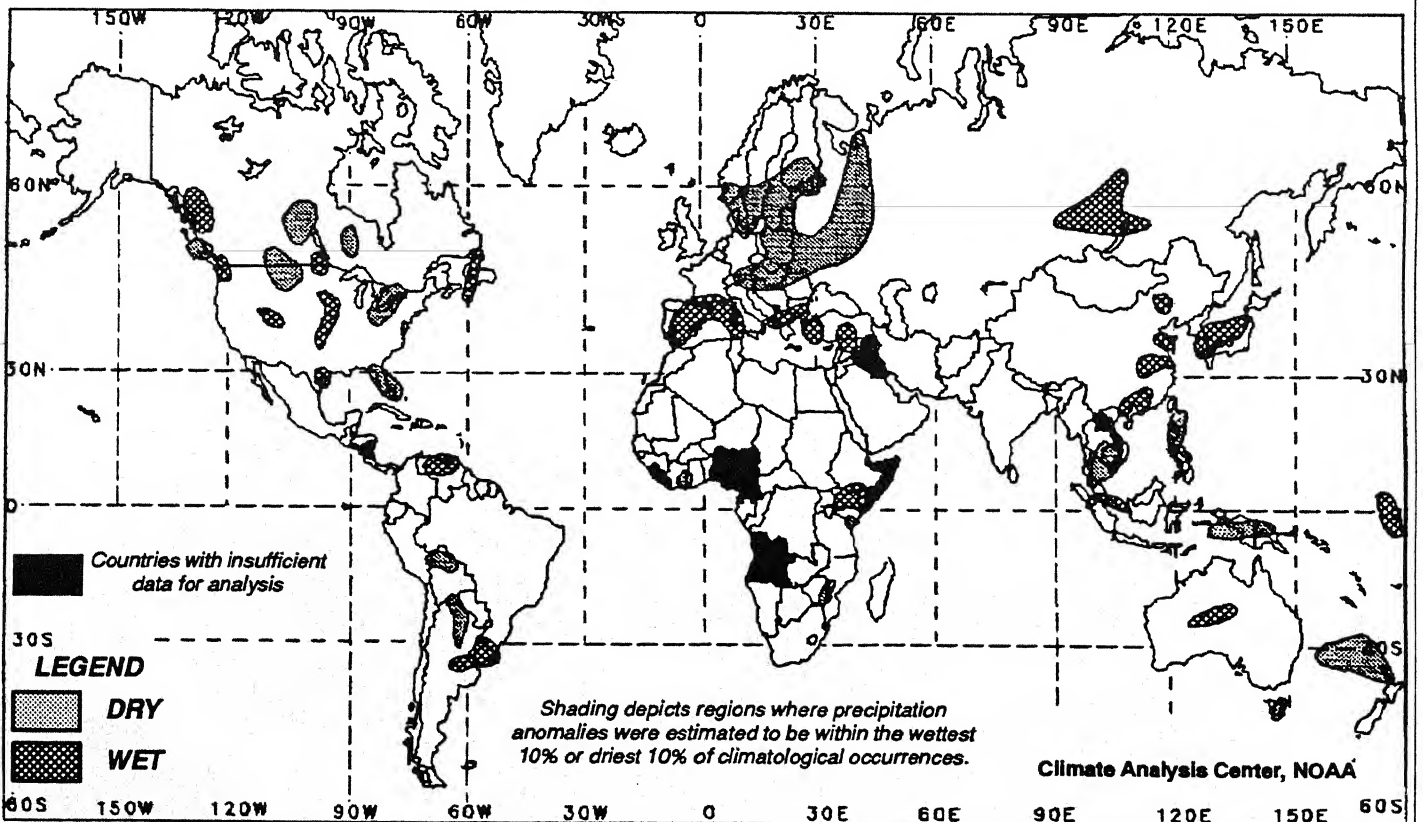 150W 120W 90W 60W 30W S 30E 60E 90E 120E 150E
60N 60N
30N 30N
0
Countries with insufficient
data for analysis
30S 30S
LEGEND
DRY
WET
Shading depicts regions where precipitation
anomalies were estimated to be within the wettest
10% or driest 10% of climatological occurrences.
Climate Analysis Center, NOAA
60S 150W 120W 90W 60W 30W 0 30E 60E 90E 120E 150E 60S